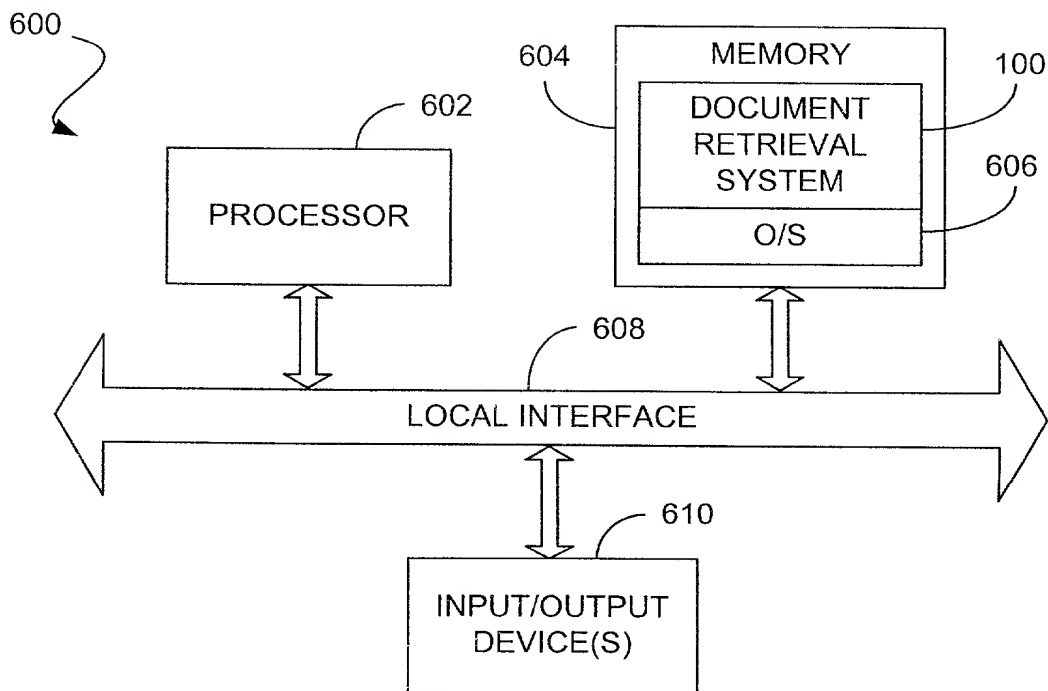 600
604
MEMORY
100
602
DOCUMENT
RETRIEVAL
SYSTEM
606
PROCESSOR
O/S
608
LOCAL INTERFACE
610
INPUT/OUTPUT
DEVICE(S)